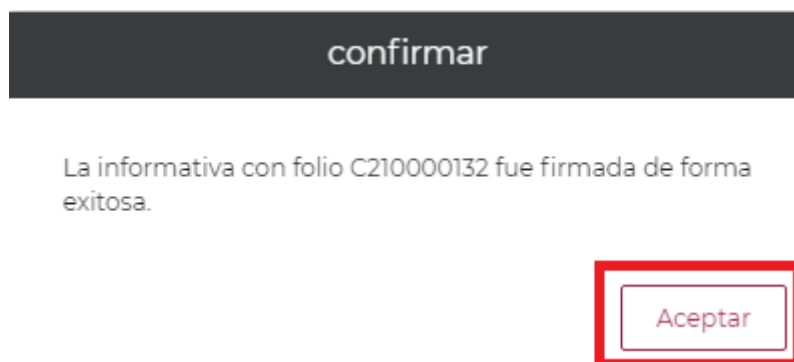 confirmar
La informativa con folio C210000132 fue firmada de forma
exitosa.
Aceptar